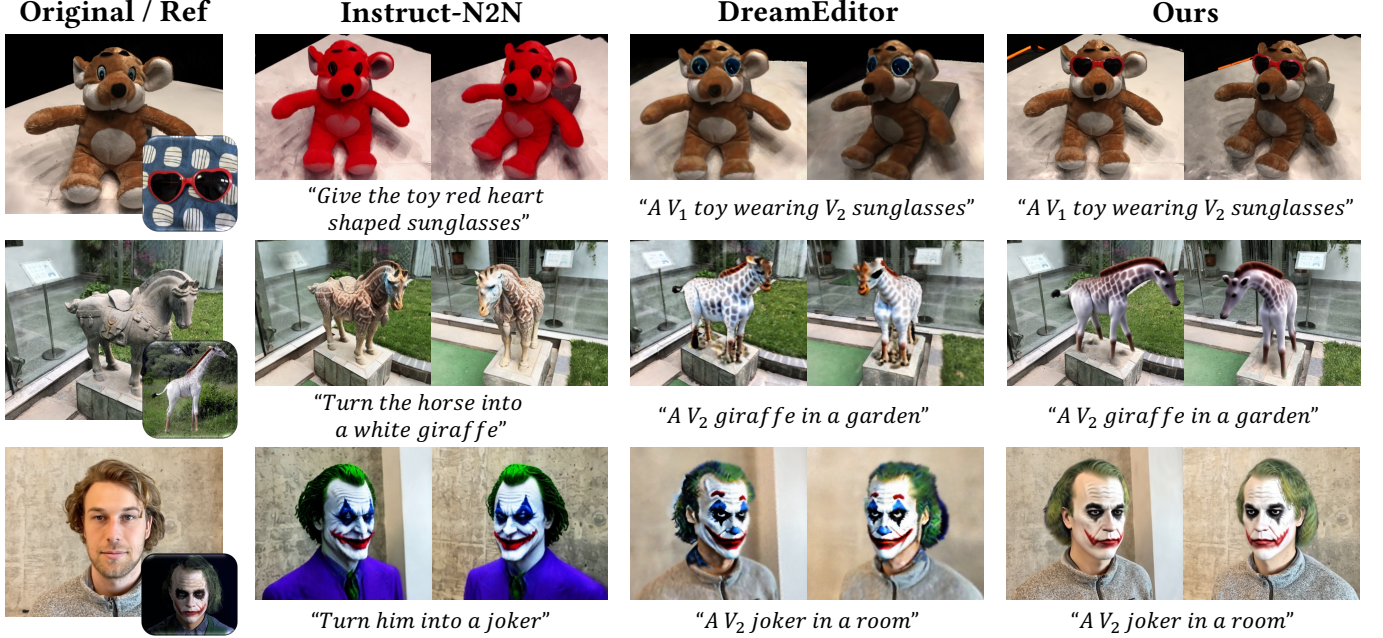 Original / Ref
Instruct-N2N
DreamEditor
Ours
“Give the toy red heart
shaped sunglasses”
“A V₁ toy wearing V₂ sunglasses”
“A V₁ toy wearing V₂ sunglasses”
“Turn the horse into
a white giraffe”
“A V₂ giraffe in a garden”
“A V₂ giraffe in a garden”
“Turn him into a joker”
“A V₂ joker in a room”
“A V₂ joker in a room”